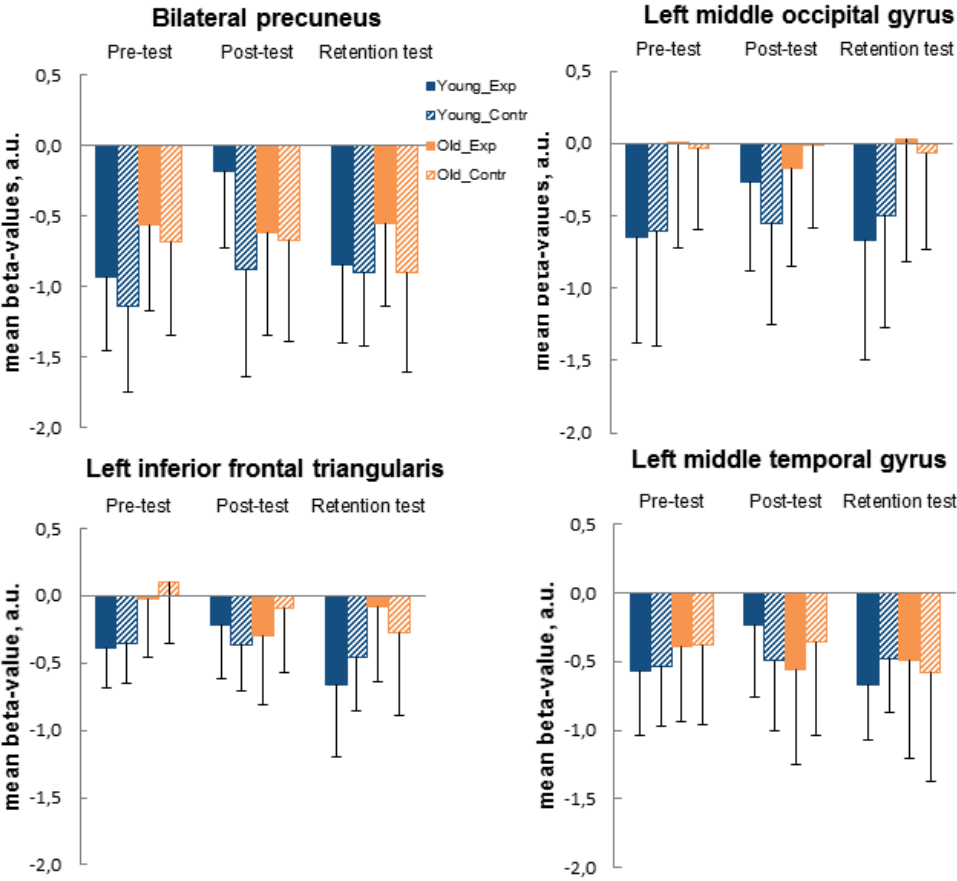 Bilateral precuneus
Pre-test Post-test Retention test
mean beta-values, a.u.
0,5
0,0
-0,5
-1,0
-1,5
-2,0
Young_Exp
Young_Contr
Old_Exp
Old_Contr
Left middle occipital gyrus
Pre-test Post-test Retention test
mean beta-values, a.u.
0,5
0,0
-0,5
-1,0
-1,5
-2,0
Left inferior frontal triangularis
Pre-test Post-test Retention test
mean beta-value, a.u.
0,5
0,0
-0,5
-1,0
-1,5
-2,0
Left middle temporal gyrus
Pre-test Post-test Retention test
mean beta-value, a.u.
0,5
0,0
-0,5
-1,0
-1,5
-2,0